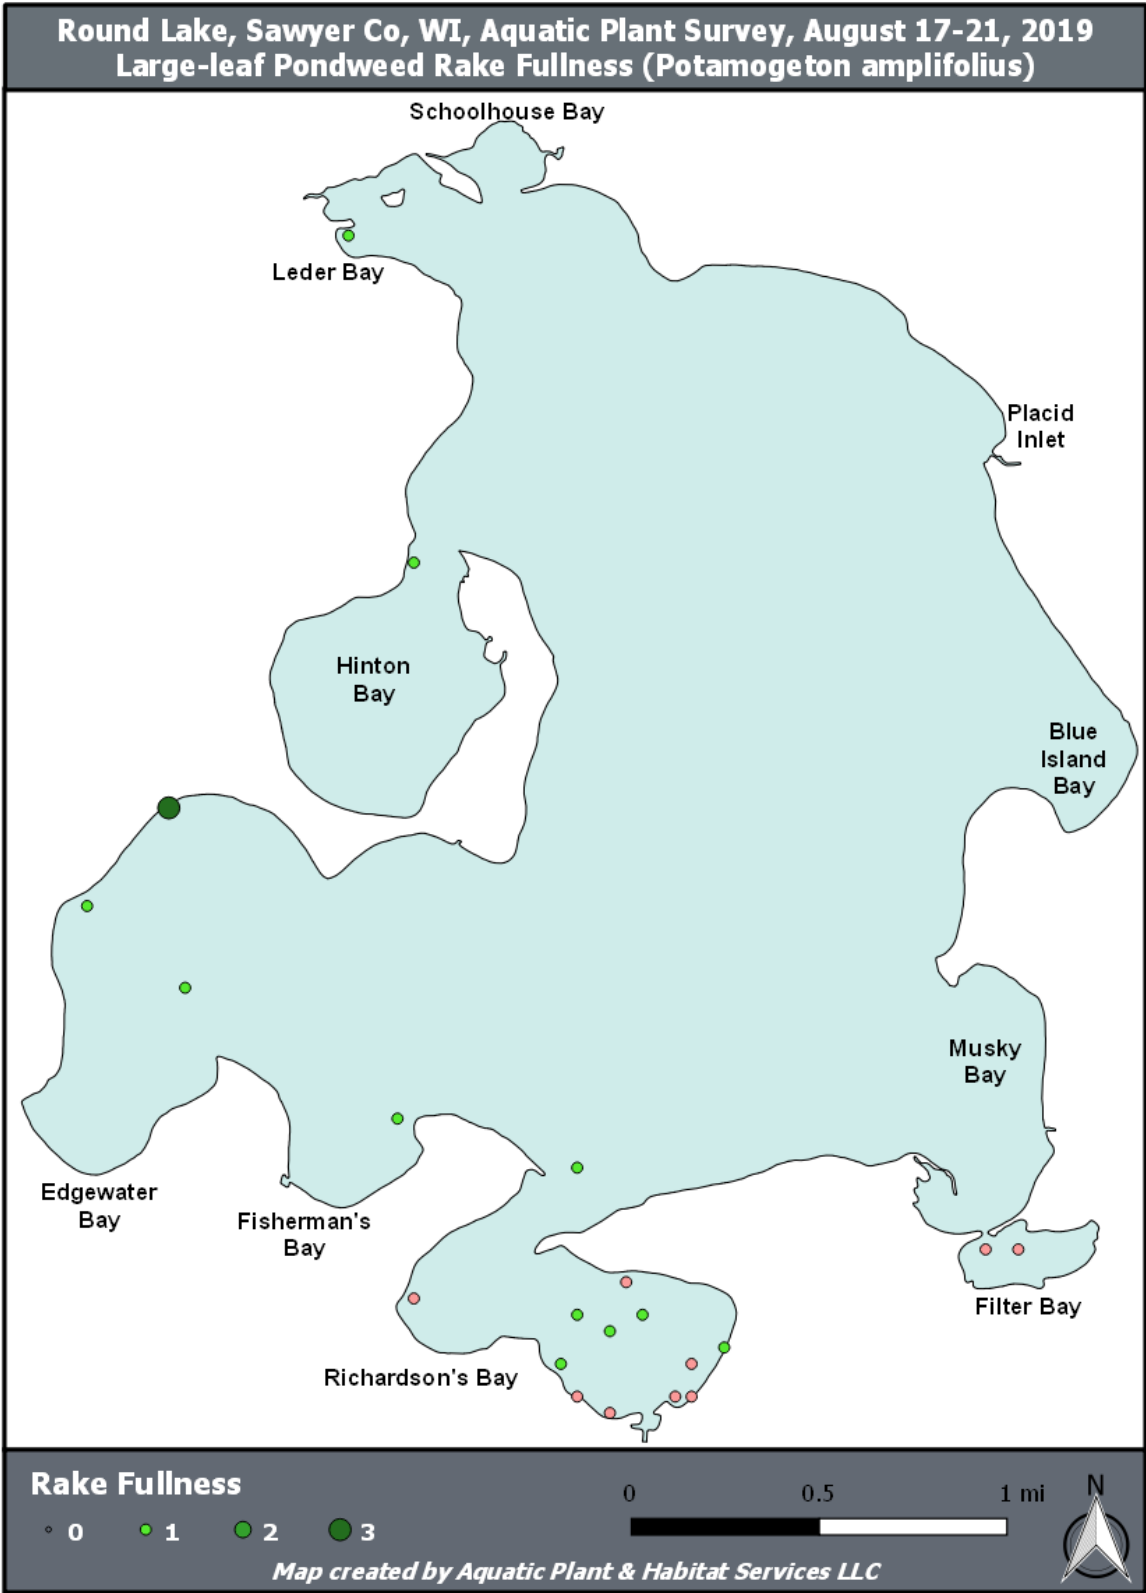 Round Lake, Sawyer Co, WI, Aquatic Plant Survey, August 17-21, 2019
Large-leaf Pondweed Rake Fullness (Potamogeton amplifolius)
Schoolhouse Bay
Leder Bay
Placid
Inlet
Hinton
Bay
Blue
Island
Bay
Musky
Bay
Edgewater
Bay
Fisherman's
Bay
Filter Bay
Richardson's Bay
Rake Fullness
0 1 2 3
0 0.5 1 mi
N
Map created by Aquatic Plant & Habitat Services LLC